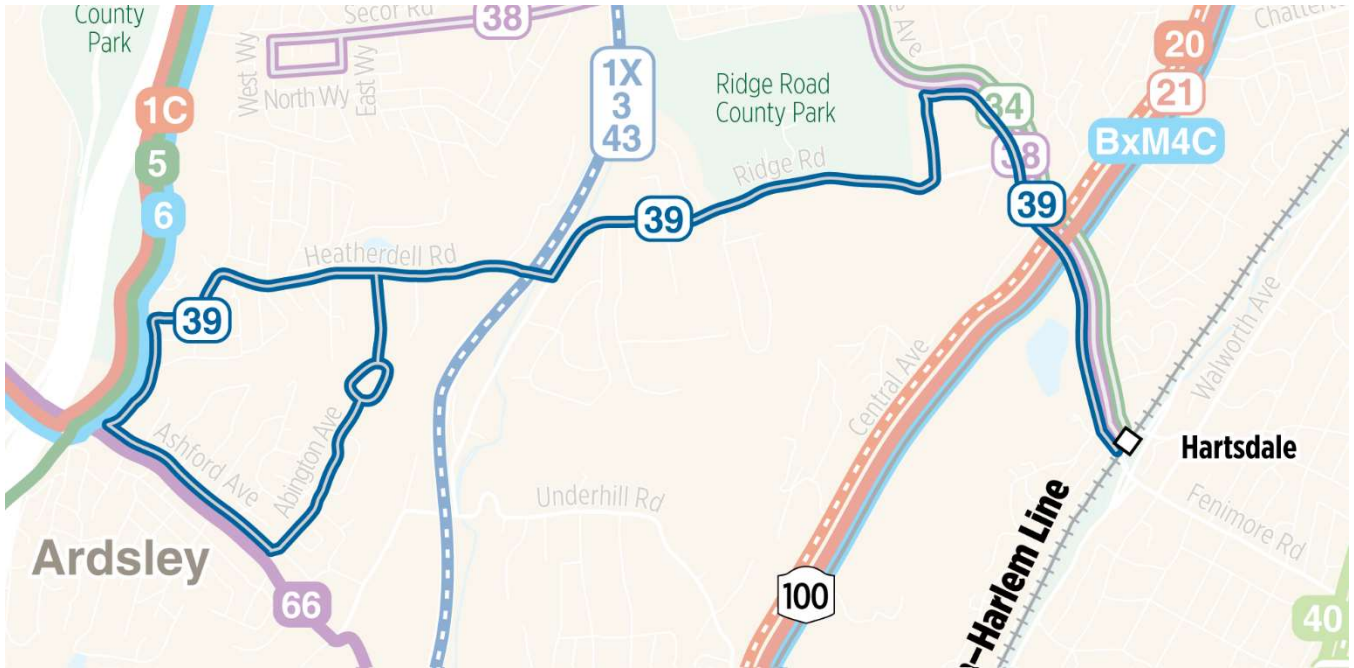 County
Park
Secor Rd
38
West Wy
North Wy
East Wy
1X
3
43
Ridge Road
County Park
Ave
34
38
20
21
BxM4C
1C
5
6
Ridge Rd
39
39
Heatherdell Rd
39
Walworth Ave
Central Ave
Ashford Ave
Abington Ave
Hartsdale
Underhill Rd
Fenimore Rd
Ardsley
66
100
-Harlem Line
40